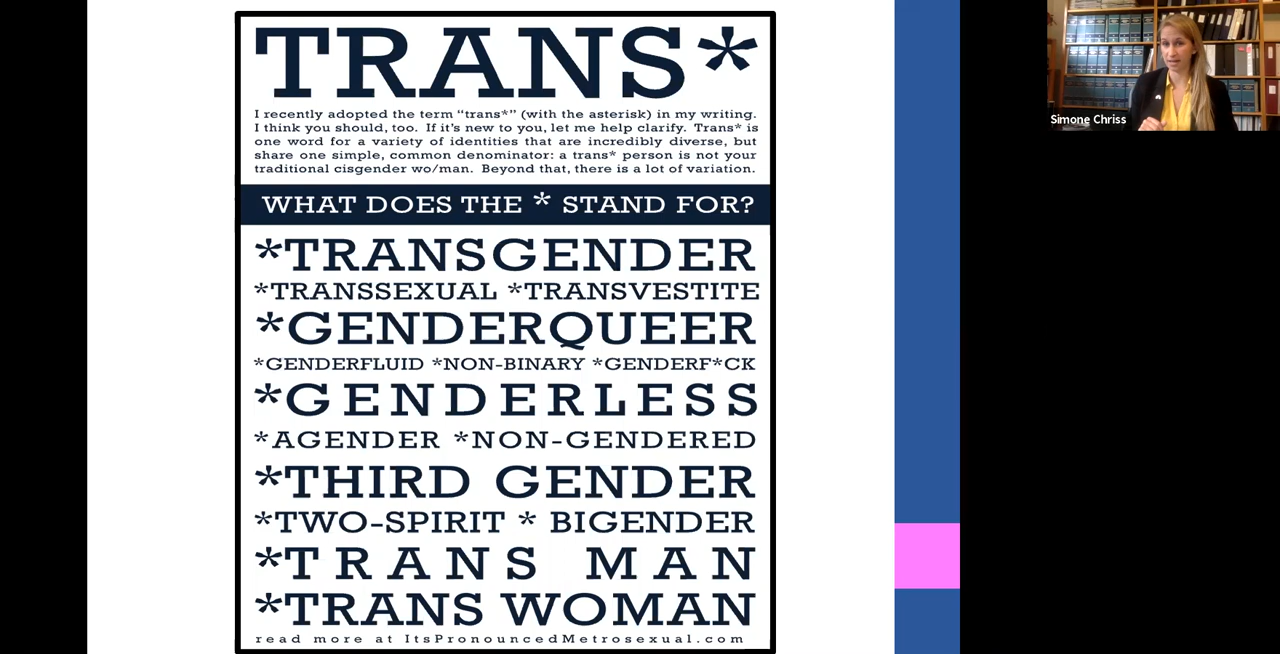 TRANS*
I recently adopted the term "trans*" (with the asterisk) in my writing.
I think you should, too. If it's new to you, let me help clarify. Trans* is
one word for a variety of identities that are incredibly diverse, but
share one simple, common denominator: a trans* person is not your
traditional cisgender wo/man. Beyond that, there is a lot of variation.
WHAT DOES THE * STAND FOR?
*TRANSGENDER
*TRANSSEXUAL *TRANSVESTITE
*GENDERQUEER
*GENDERFLUID *NON-BINARY *GENDERF*CK
*GENDERLESS
*AGENDER *NON-GENDERED
*THIRD GENDER
*TWO-SPIRIT * BIGENDER
*TRANS MAN
*TRANS WOMAN
read more at ItsPronouncedMetrosexual.com
Simone Chriss